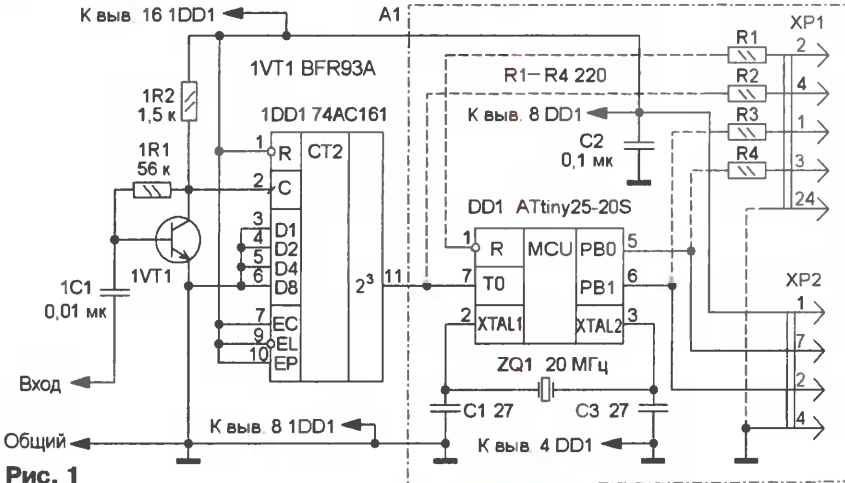 К выв. 16 1DD1
A1
XP1
1VT1 BFR93A
R1
2
R2
4
R1–R4 220
1R2
1,5 к
1DD1 74AC161
К выв. 8 DD1
R3
1
C2
0,1 мк
R4
3
1R1
56 к
1
R
CT2
2
C
DD1 ATtiny25-20S
24
3
D1
4
D2
5
D4
6
D8
1
R
MCU
PB0
5
1VT1
1C1
0,01 мк
2³
11
7
T0
PB1
6
XP2
1
7
EC
9
EL
10
EP
2
XTAL1
XTAL2
3
7
ZQ1 20 МГц
2
Вход
C1 27
C3 27
К выв. 8 1DD1
4
Общий
К выв. 4 DD1
Рис. 1